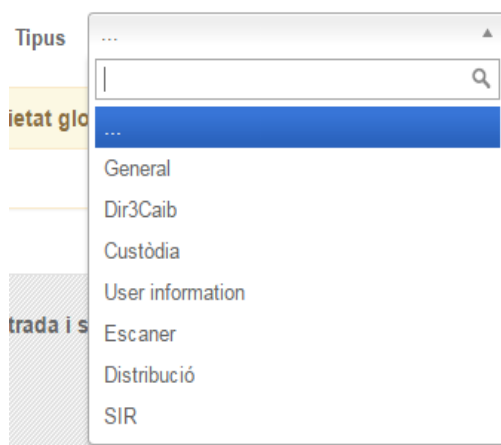 Tipus ...
ietat glo
...
General
Dir3Caib
Custòdia
User information
trada i s
Escaner
Distribució
SIR